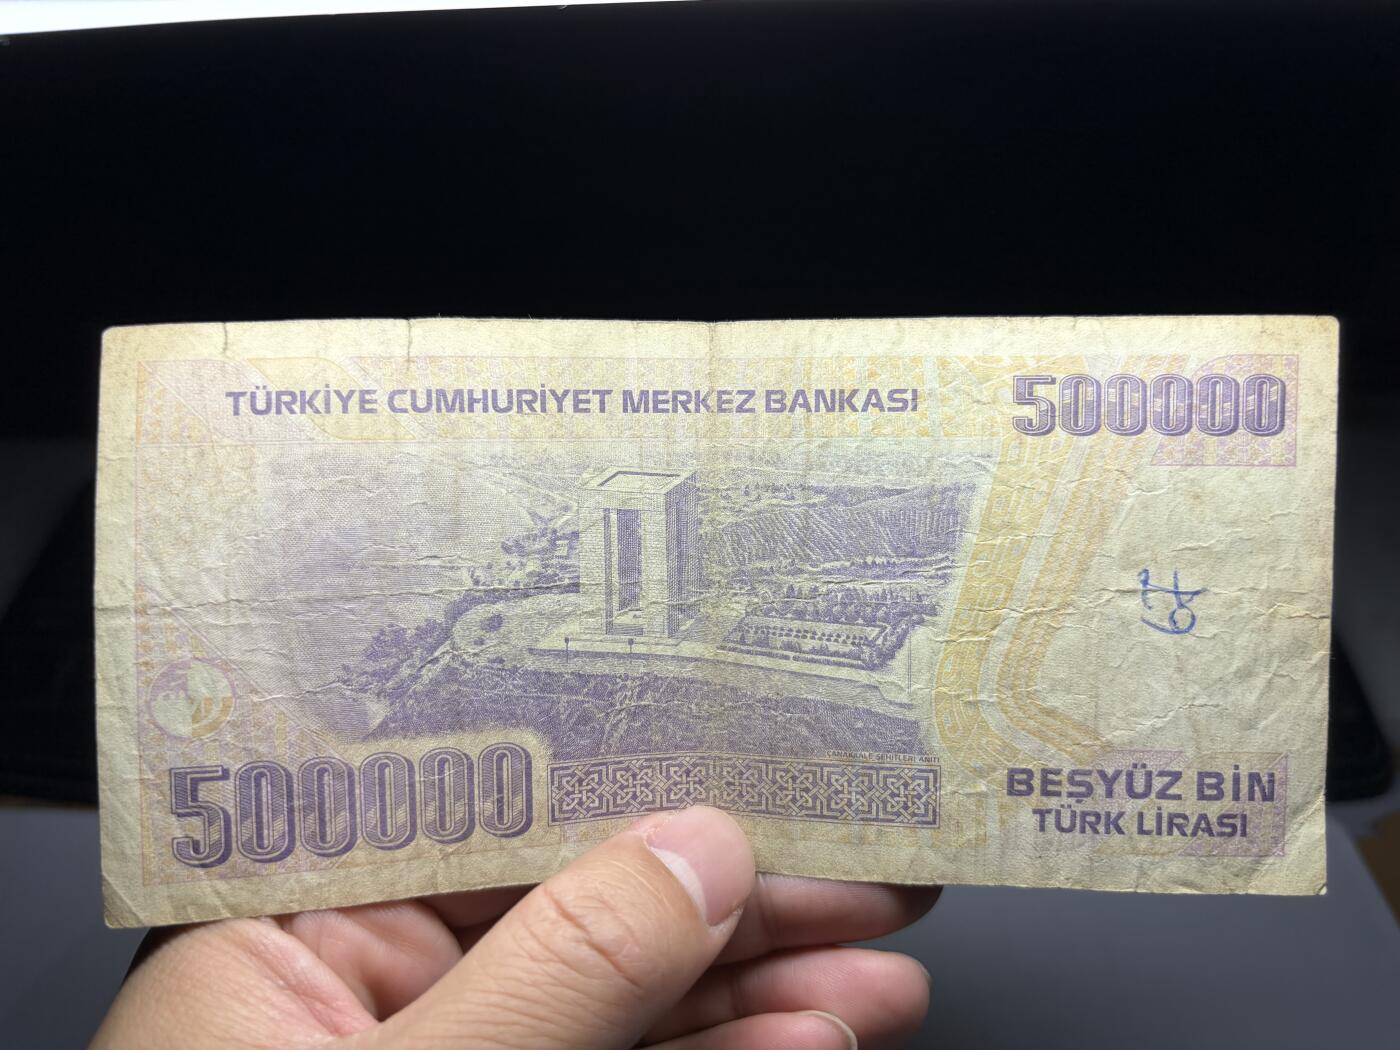 TÜRKİYE CUMHURİYET MERKEZ BANKASI
500000
ÇANAKKALE ŞEHİTLERİ ANITI
500000
BEŞYÜZ BİN
TÜRK LİRASI